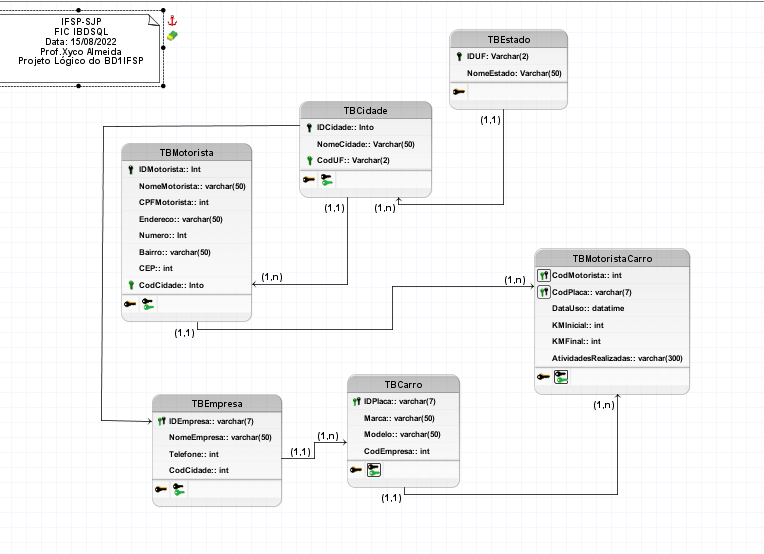 IFSP-SJP
FIC IBDSQL
Data: 15/08/2022
Prof.Xyco Almeida
Projeto Lógico do BD1IFSP
TBEstado
IDUF: Varchar(2)
NomeEstado: Varchar(50)
(1,1)
TBCidade
IDCidade:: Into
NomeCidade:: Varchar(50)
CodUF:: Varchar(2)
(1,1)
(1,n)
TBMotorista
IDMotorista:: Int
NomeMotorista:: varchar(50)
CPFMotorista:: int
Endereco:: varchar(50)
Numero:: Int
Bairro:: varchar(50)
CEP:: int
CodCidade:: Into
(1,n)
(1,1)
TBMotoristaCarro
CodMotorista:: int
CodPlaca:: varchar(7)
DataUso:: datatime
KMInicial:: int
KMFinal:: int
AtividadesRealizadas:: varchar(300)
(1,n)
(1,n)
TBEmpresa
IDEmpresa:: varchar(7)
NomeEmpresa:: varchar(50)
Telefone:: int
CodCidade:: int
(1,1)
(1,n)
TBCarro
IDPlaca:: varchar(7)
Marca:: varchar(50)
Modelo:: varchar(50)
CodEmpresa:: int
(1,1)